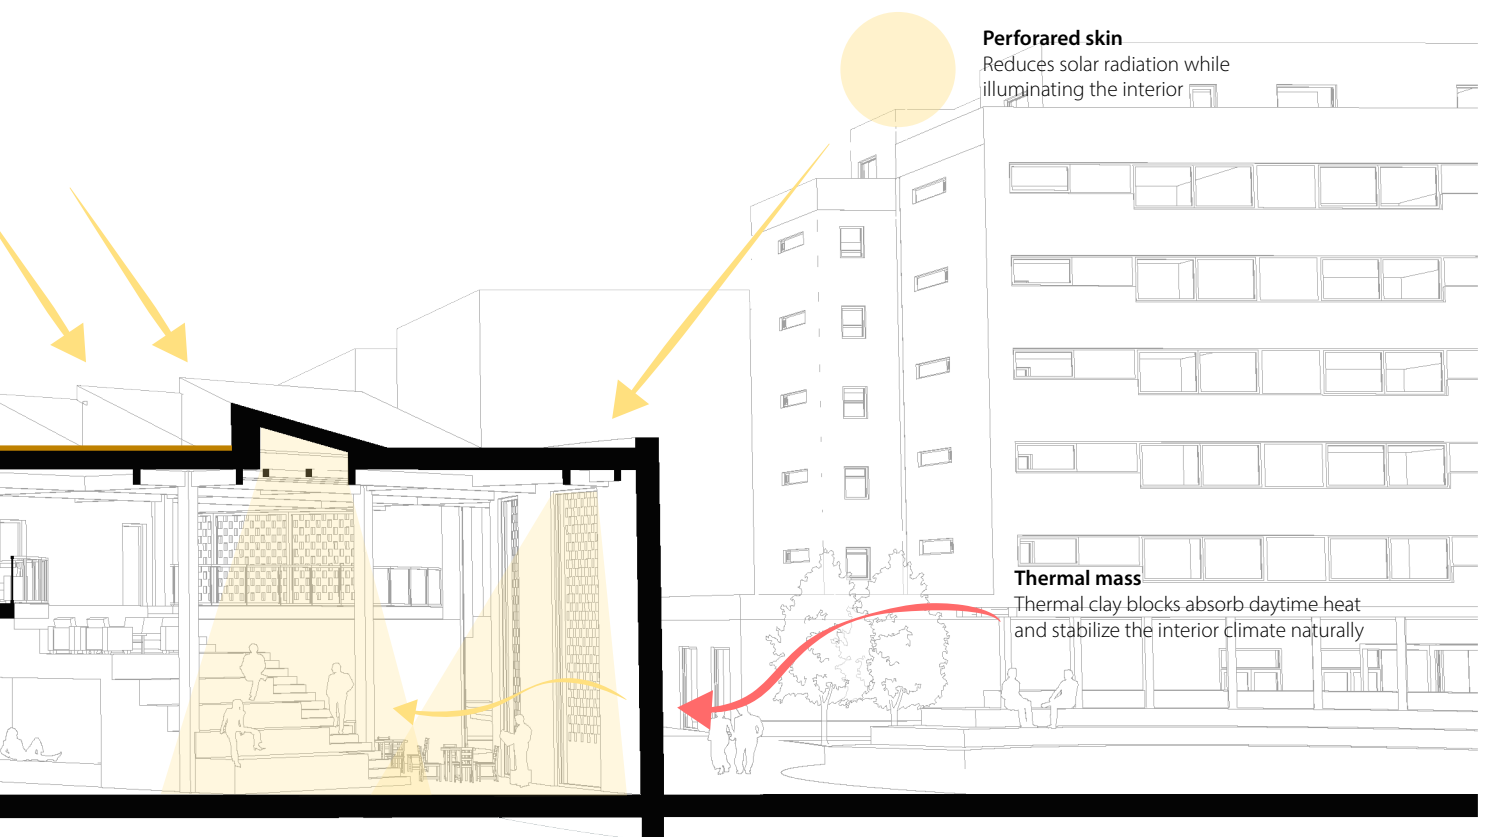 Perforared skin
Reduces solar radiation while
illuminating the interior
Thermal mass
Thermal clay blocks absorb daytime heat
and stabilize the interior climate naturally